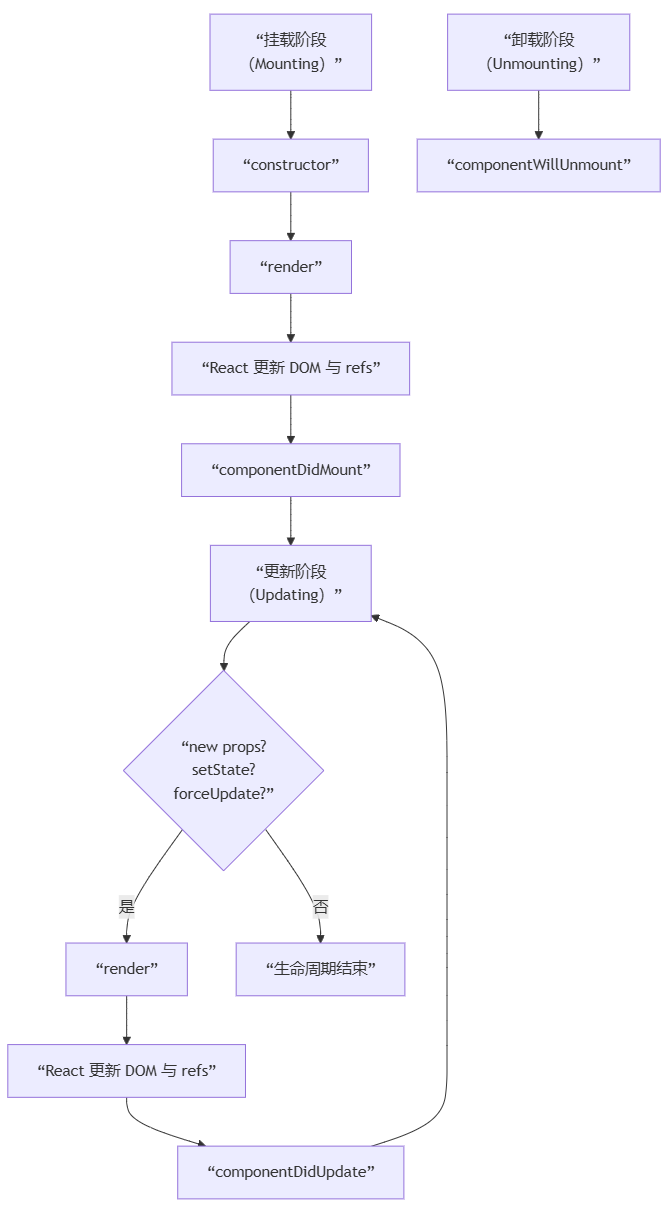 “挂载阶段
（Mounting）”
“卸载阶段
（Unmounting）”
“constructor”
“componentWillUnmount”
“render”
“React 更新 DOM 与 refs”
“componentDidMount”
“更新阶段
（Updating）”
“new props?
setState?
forceUpdate?”
是
否
“render”
“生命周期结束”
“React 更新 DOM 与 refs”
“componentDidUpdate”